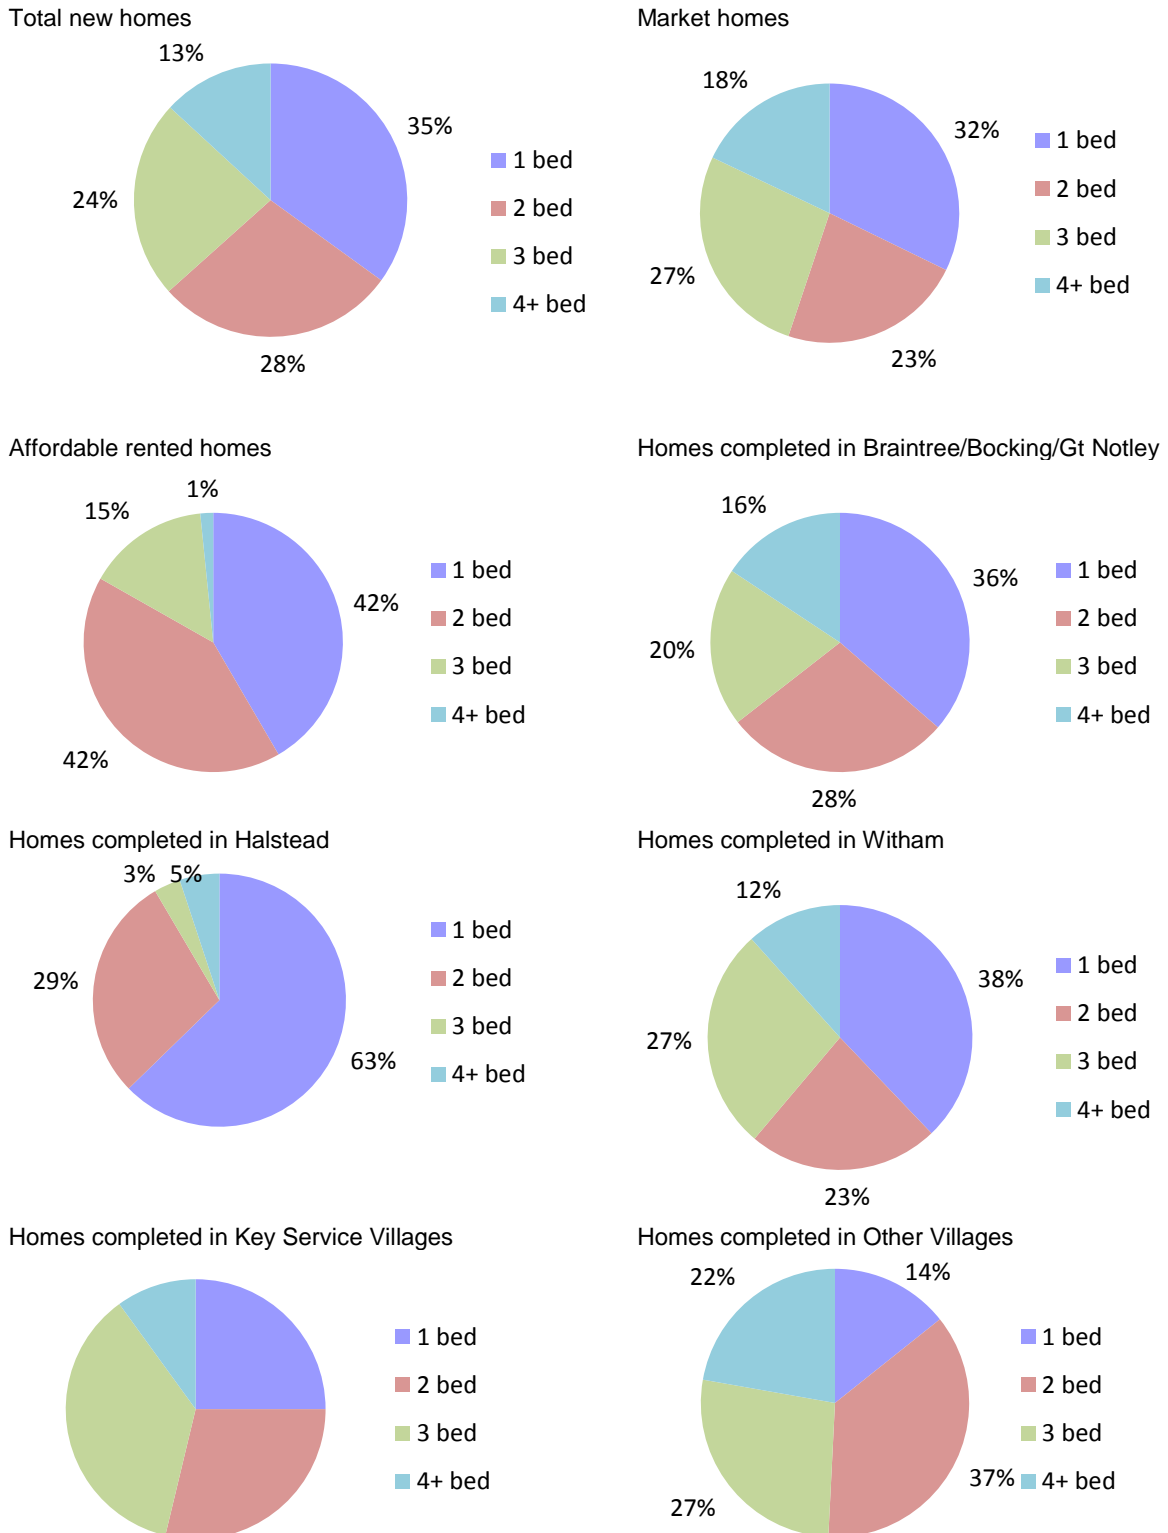 Total new homes
13%
35%
24%
28%
1 bed
2 bed
3 bed
4+ bed
Market homes
18%
32%
27%
23%
1 bed
2 bed
3 bed
4+ bed
Affordable rented homes
1%
15%
42%
42%
1 bed
2 bed
3 bed
4+ bed
Homes completed in Braintree/Bocking/Gt Notley
16%
36%
20%
28%
1 bed
2 bed
3 bed
4+ bed
Homes completed in Halstead
3%
5%
29%
63%
1 bed
2 bed
3 bed
4+ bed
Homes completed in Witham
12%
38%
27%
23%
1 bed
2 bed
3 bed
4+ bed
Homes completed in Key Service Villages
1 bed
2 bed
3 bed
4+ bed
Homes completed in Other Villages
22%
14%
37%
27%
1 bed
2 bed
3 bed
4+ bed